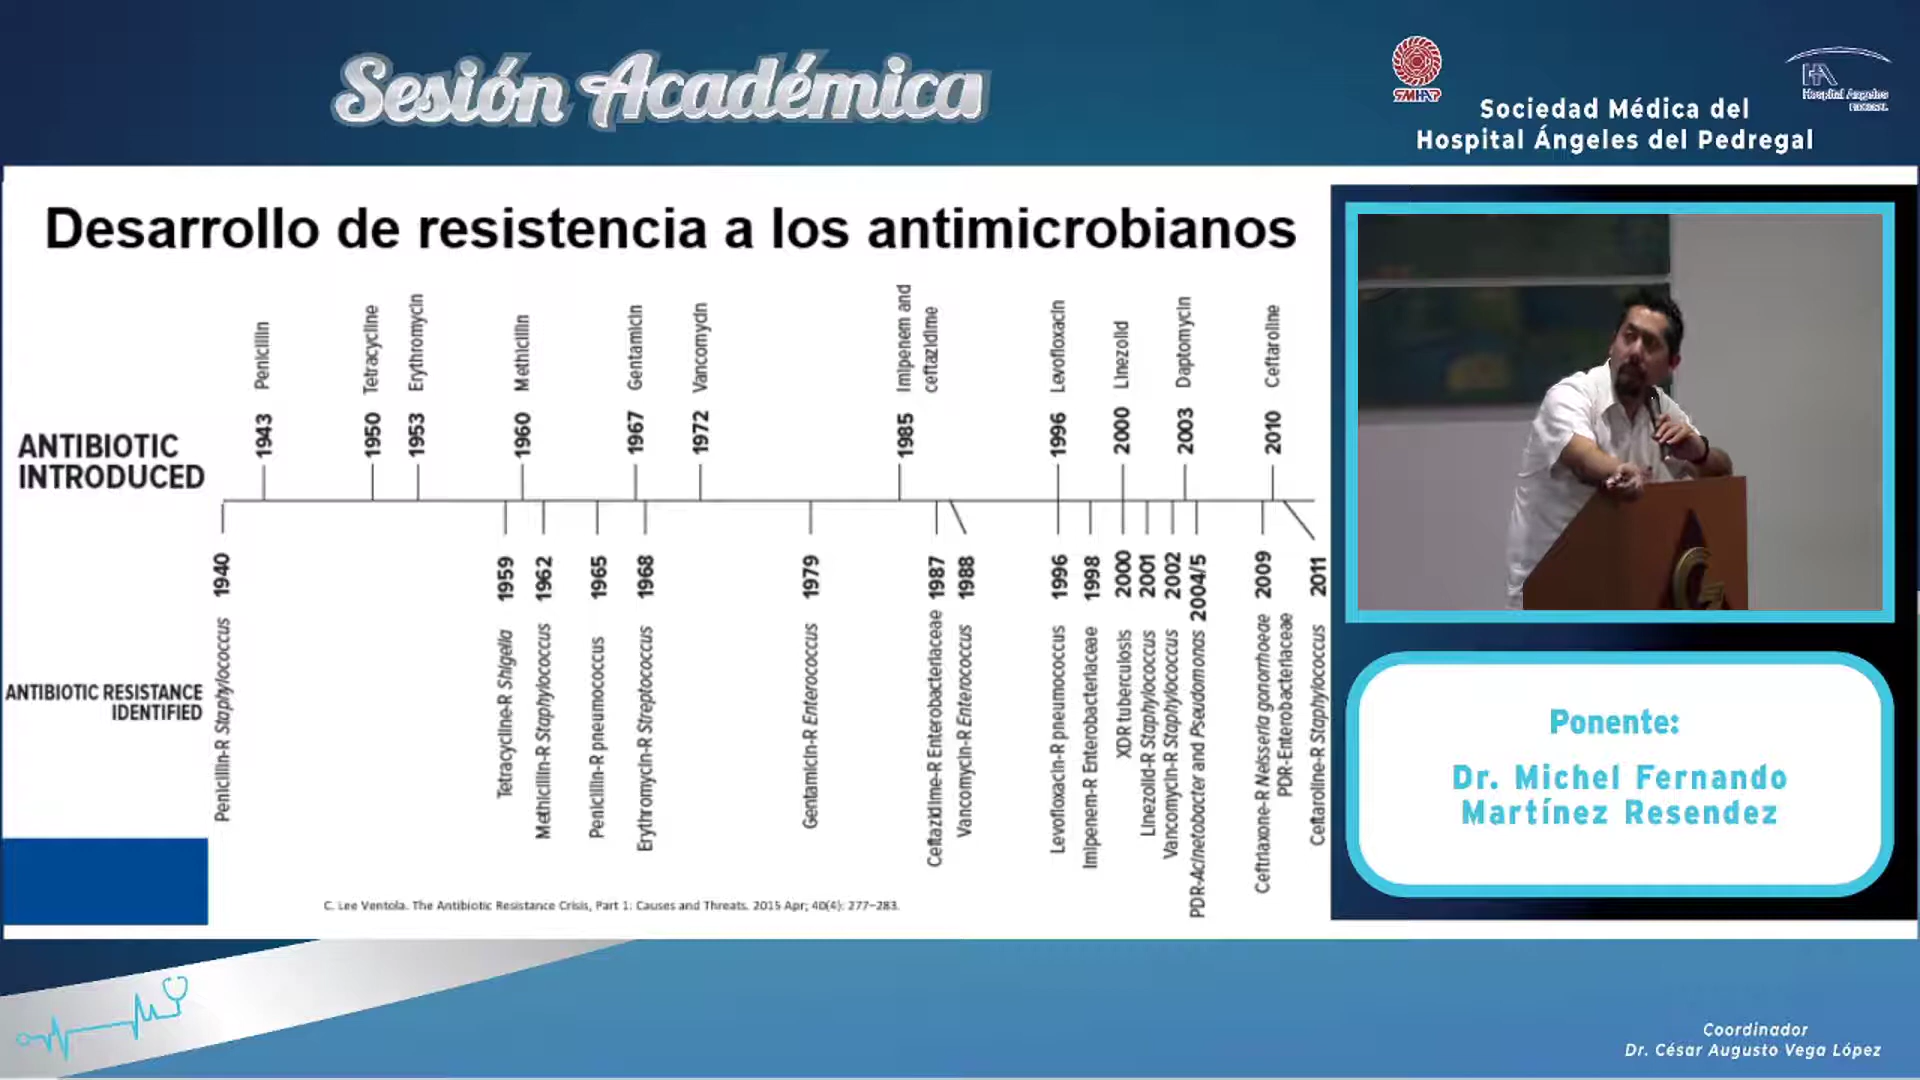 Sesión Académica
SMHAP
Sociedad Médica del
Hospital Ángeles del Pedregal
HA
Hospital Angeles
Desarrollo de resistencia a los antimicrobianos
ANTIBIOTIC
INTRODUCED
1943 Penicillin
1950 Tetracycline
1953 Erythromycin
1960 Methicillin
1967 Gentamicin
1972 Vancomycin
1985 Imipenem and
ceftazidime
1996 Levofloxacin
2000 Linezolid
2003 Daptomycin
2010 Ceftaroline
ANTIBIOTIC RESISTANCE
IDENTIFIED
Penicillin-R Staphylococcus 1940
Tetracycline-R Shigella 1959
Methicillin-R Staphylococcus 1962
Penicillin-R pneumococcus 1965
Erythromycin-R Streptococcus 1968
Gentamicin-R Enterococcus 1979
Ceftazidime-R Enterobacteriaceae 1987
Vancomycin-R Enterococcus 1988
Levofloxacin-R pneumococcus 1996
Imipenem-R Enterobacteriaceae 1998
XDR tuberculosis 2000
Linezolid-R Staphylococcus 2001
Vancomycin-R Staphylococcus 2002
PDR-Acinetobacter and Pseudomonas 2004/5
Ceftriaxone-R Neisseria gonorrhoeae 2009
PDR-Enterobacteriaceae
Ceftaroline-R Staphylococcus 2011
C. Lee Ventola. The Antibiotic Resistance Crisis, Part 1: Causes and Threats. 2015 Apr; 40(4): 277–283.
Ponente:
Dr. Michel Fernando
Martínez Resendez
Coordinador
Dr. César Augusto Vega López